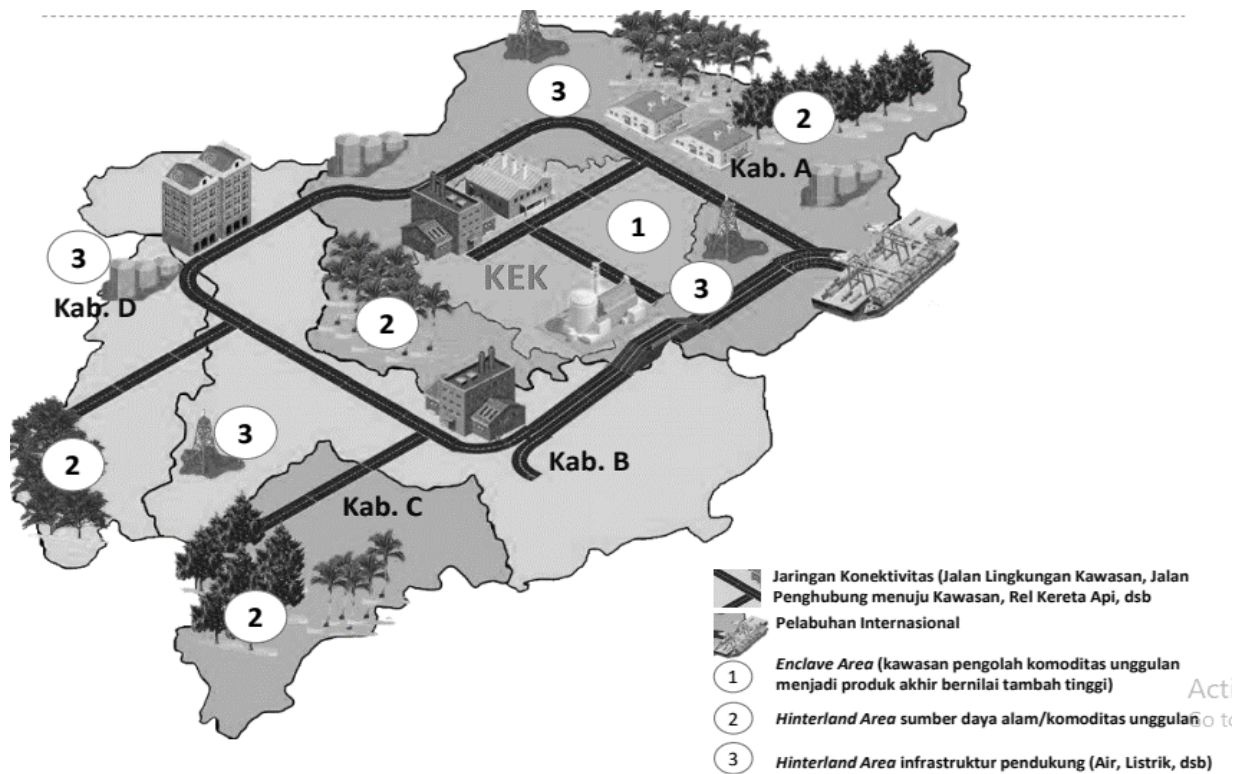 3
2
Kab. A
1
3
KEK
3
Kab. D
2
3
2
Kab. B
Kab. C
2
Jaringan Konektivitas (Jalan Lingkungan Kawasan, Jalan
Penghubung menuju Kawasan, Rel Kereta Api, dsb
Pelabuhan Internasional
1
Enclave Area (kawasan pengolah komoditas unggulan
menjadi produk akhir bernilai tambah tinggi)
2
Hinterland Area sumber daya alam/komoditas unggulan
3
Hinterland Area infrastruktur pendukung (Air, Listrik, dsb)